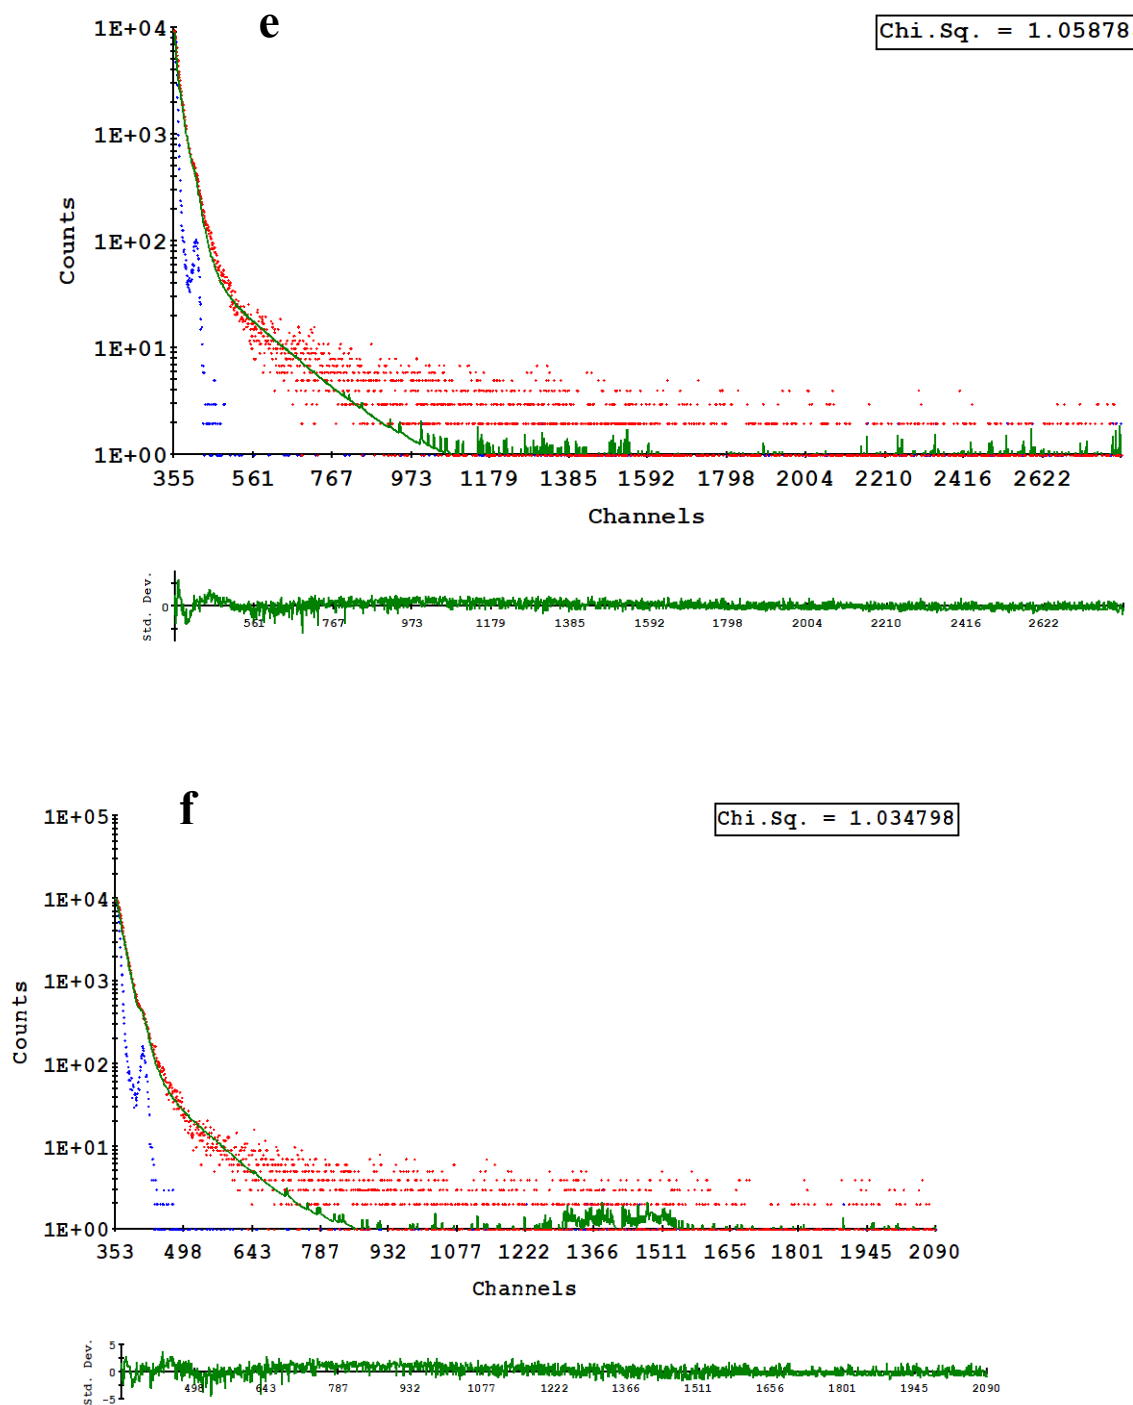 e
Chi.Sq. = 1.05878
1E+04
1E+03
1E+02
1E+01
1E+00
Counts
355 561 767 973 1179 1385 1592 1798 2004 2210 2416 2622
Channels
Std. Dev.
0
561 767 973 1179 1385 1592 1798 2004 2210 2416 2622
f
Chi.Sq. = 1.034798
1E+05
1E+04
1E+03
1E+02
1E+01
1E+00
Counts
353 498 643 787 932 1077 1222 1366 1511 1656 1801 1945 2090
Channels
Std. Dev.
5
0
-5
498 643 787 932 1077 1222 1366 1511 1656 1801 1945 2090